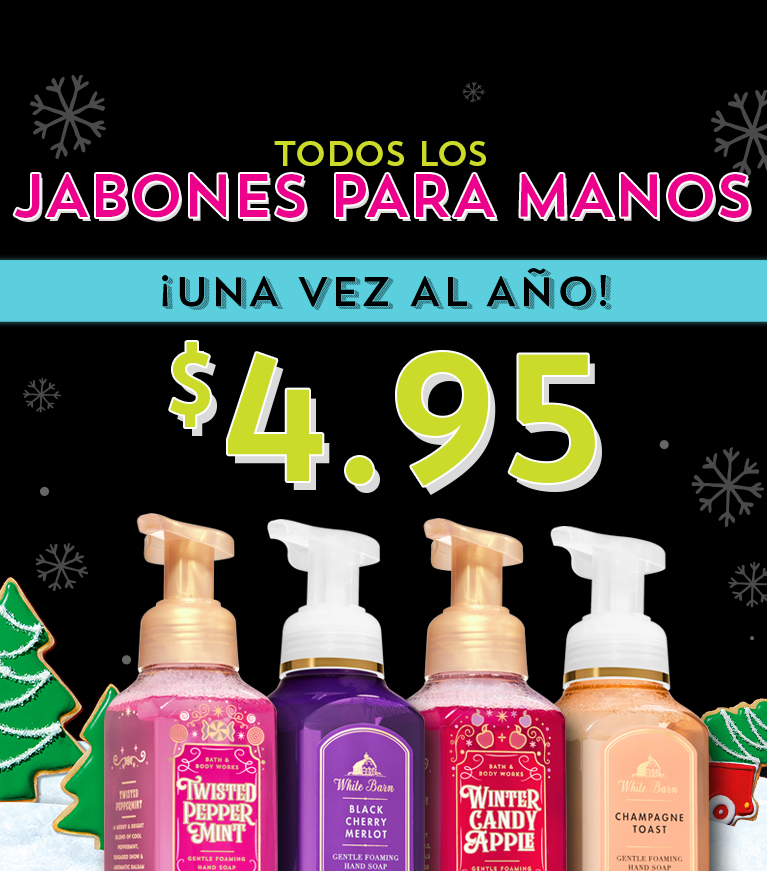 TODOS LOS
JABONES PARA MANOS
¡UNA VEZ AL AÑO!
$4.95
BATH &
BODY WORKS
TWISTED
PEPPER
MINT
GENTLE FOAMING
HAND SOAP
TWISTED
PEPPERMINT
A MERRY & BRIGHT
BLEND OF COOL
PEPPERMINT,
SUGARED SNOW &
AROMATIC BALSAM
White Barn
BLACK
CHERRY
MERLOT
GENTLE FOAMING
HAND SOAP
BATH &
BODY WORKS
WINTER
CANDY
APPLE
GENTLE FOAMING
White Barn
CHAMPAGNE
TOAST
GENTLE FOAMING
HAND SOAP